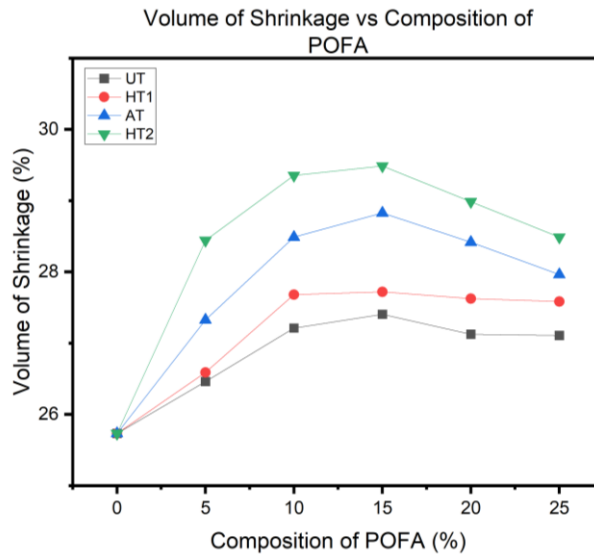 Volume of Shrinkage vs Composition of
POFA
UT
HT1
AT
HT2
Volume of Shrinkage (%)
30
28
26
0 5 10 15 20 25
Composition of POFA (%)